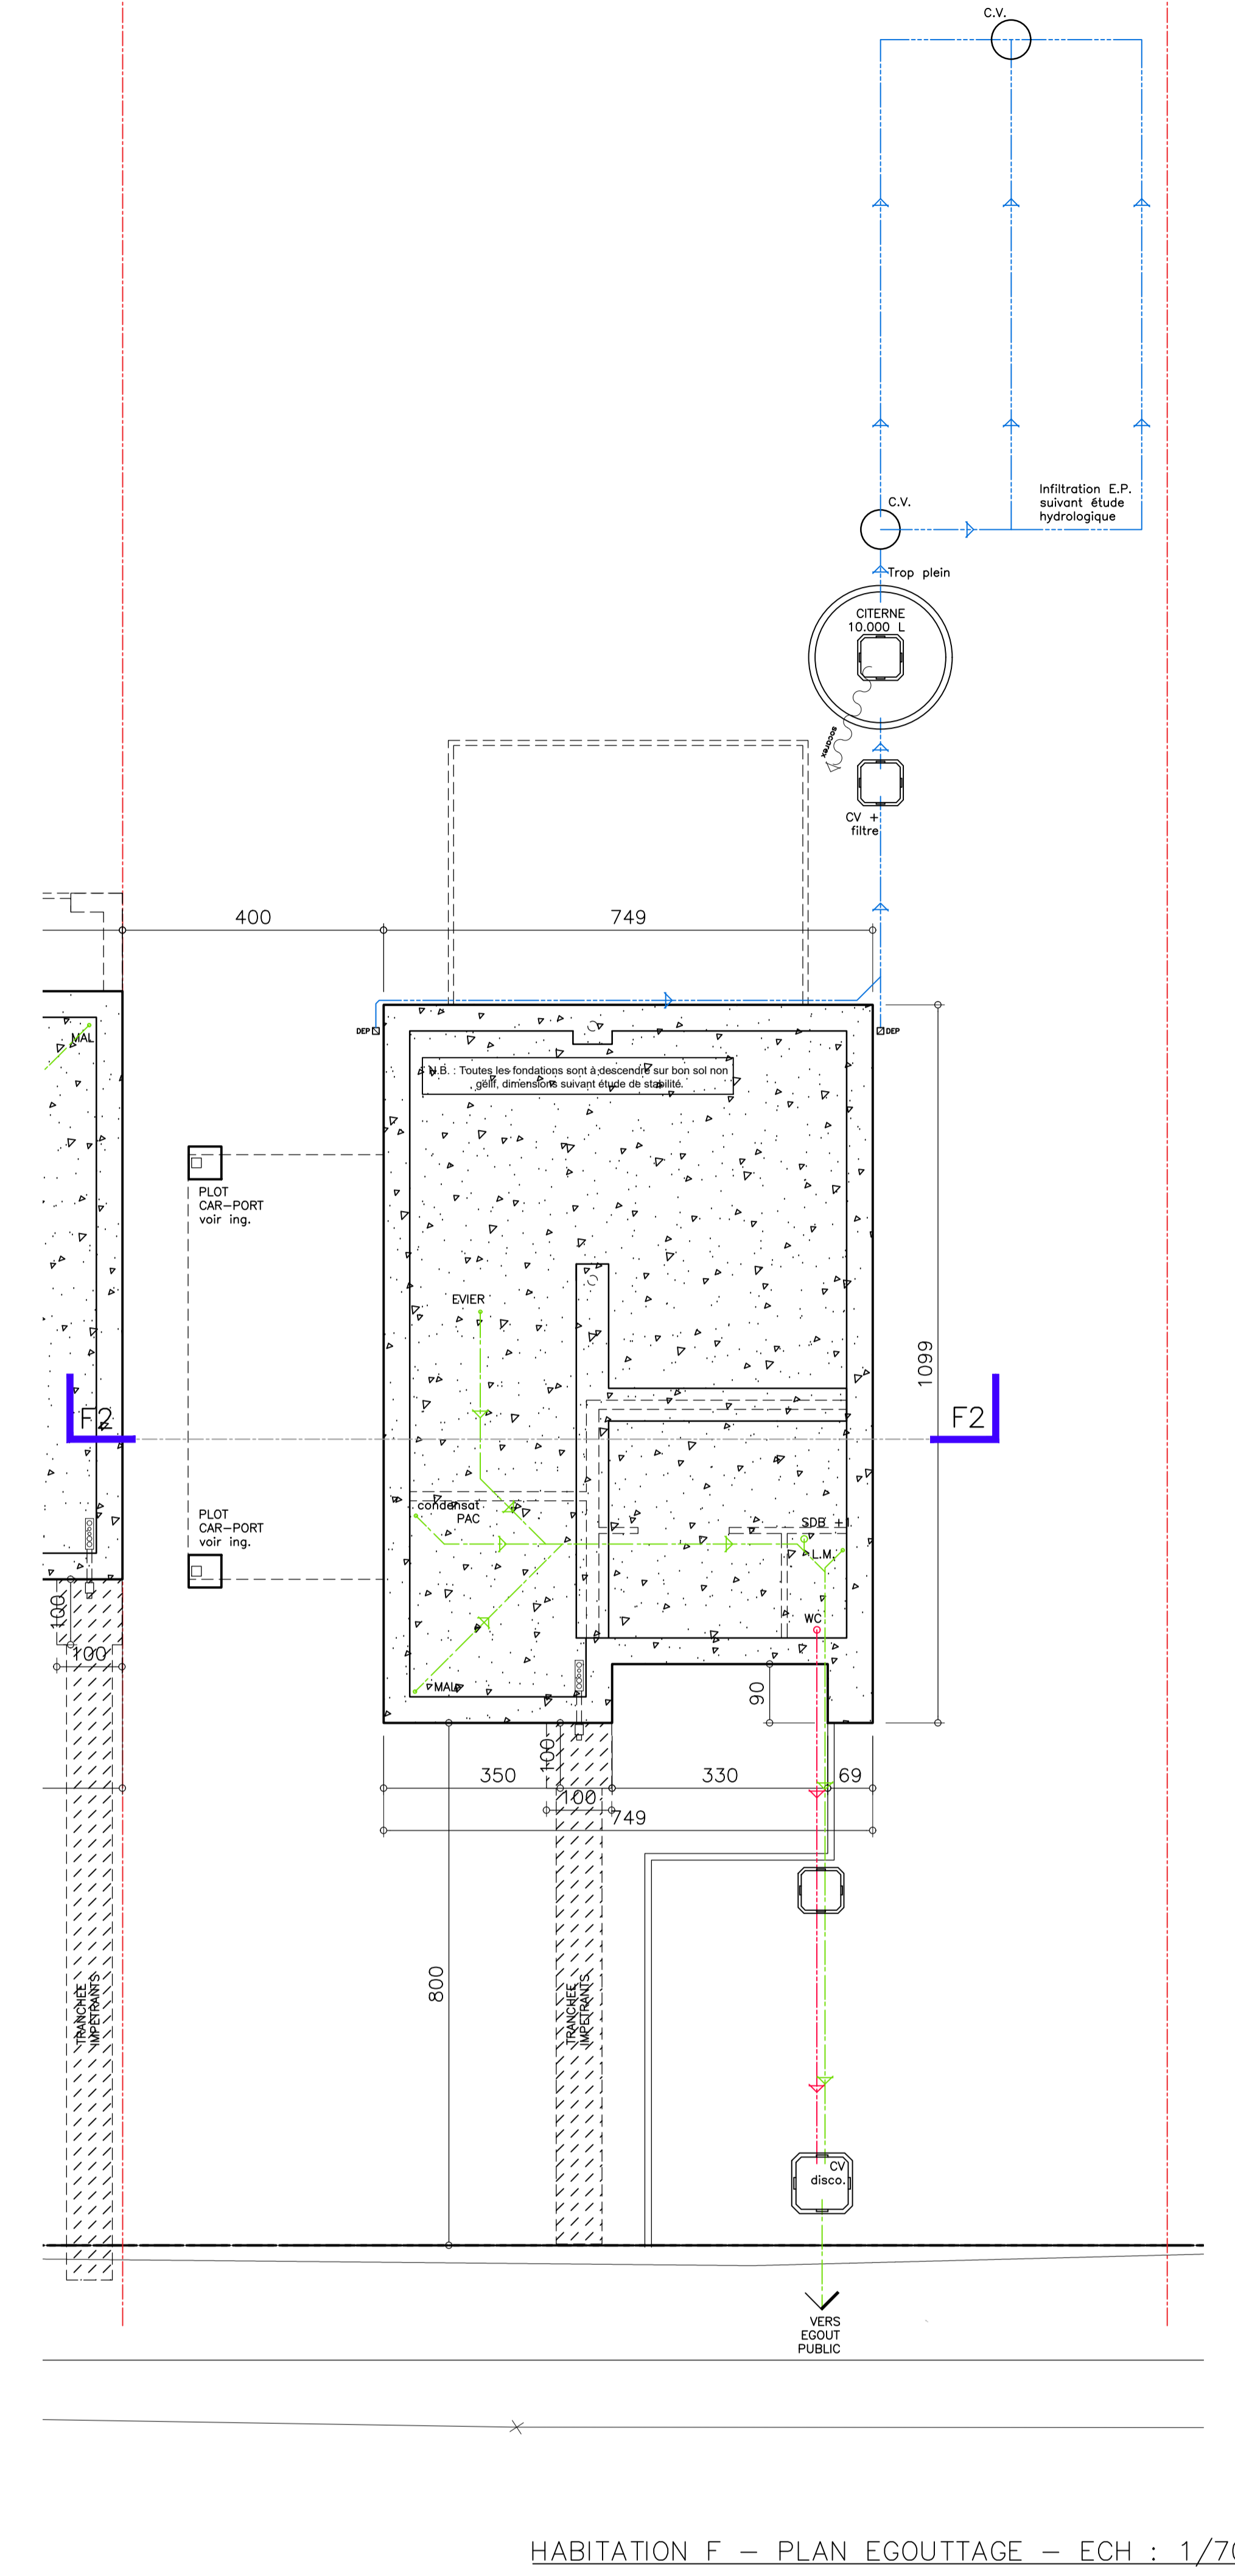 C.V.
Infiltration E.P.
suivant étude
hydrologique
C.V.
Trop plein
CITERNE
10.000 L
socarex
CV +
filtre
400
749
DEP
DEP
MAL
N.B. : Toutes les fondations sont à descendre sur bon sol non
gélif, dimensions suivant étude de stabilité.
PLOT
CAR-PORT
voir ing.
EVIER
1099
F2
F2
condensat
PAC
PLOT
CAR-PORT
voir ing.
SDB +1
L.M.
WC
MAL
100
100
90
100
350
330
69
100
749
800
TRANCHEE
IMPETRANTS
TRANCHEE
IMPETRANTS
CV
disco.
VERS
EGOUT
PUBLIC
HABITATION F - PLAN EGOUTTAGE - ECH : 1/70